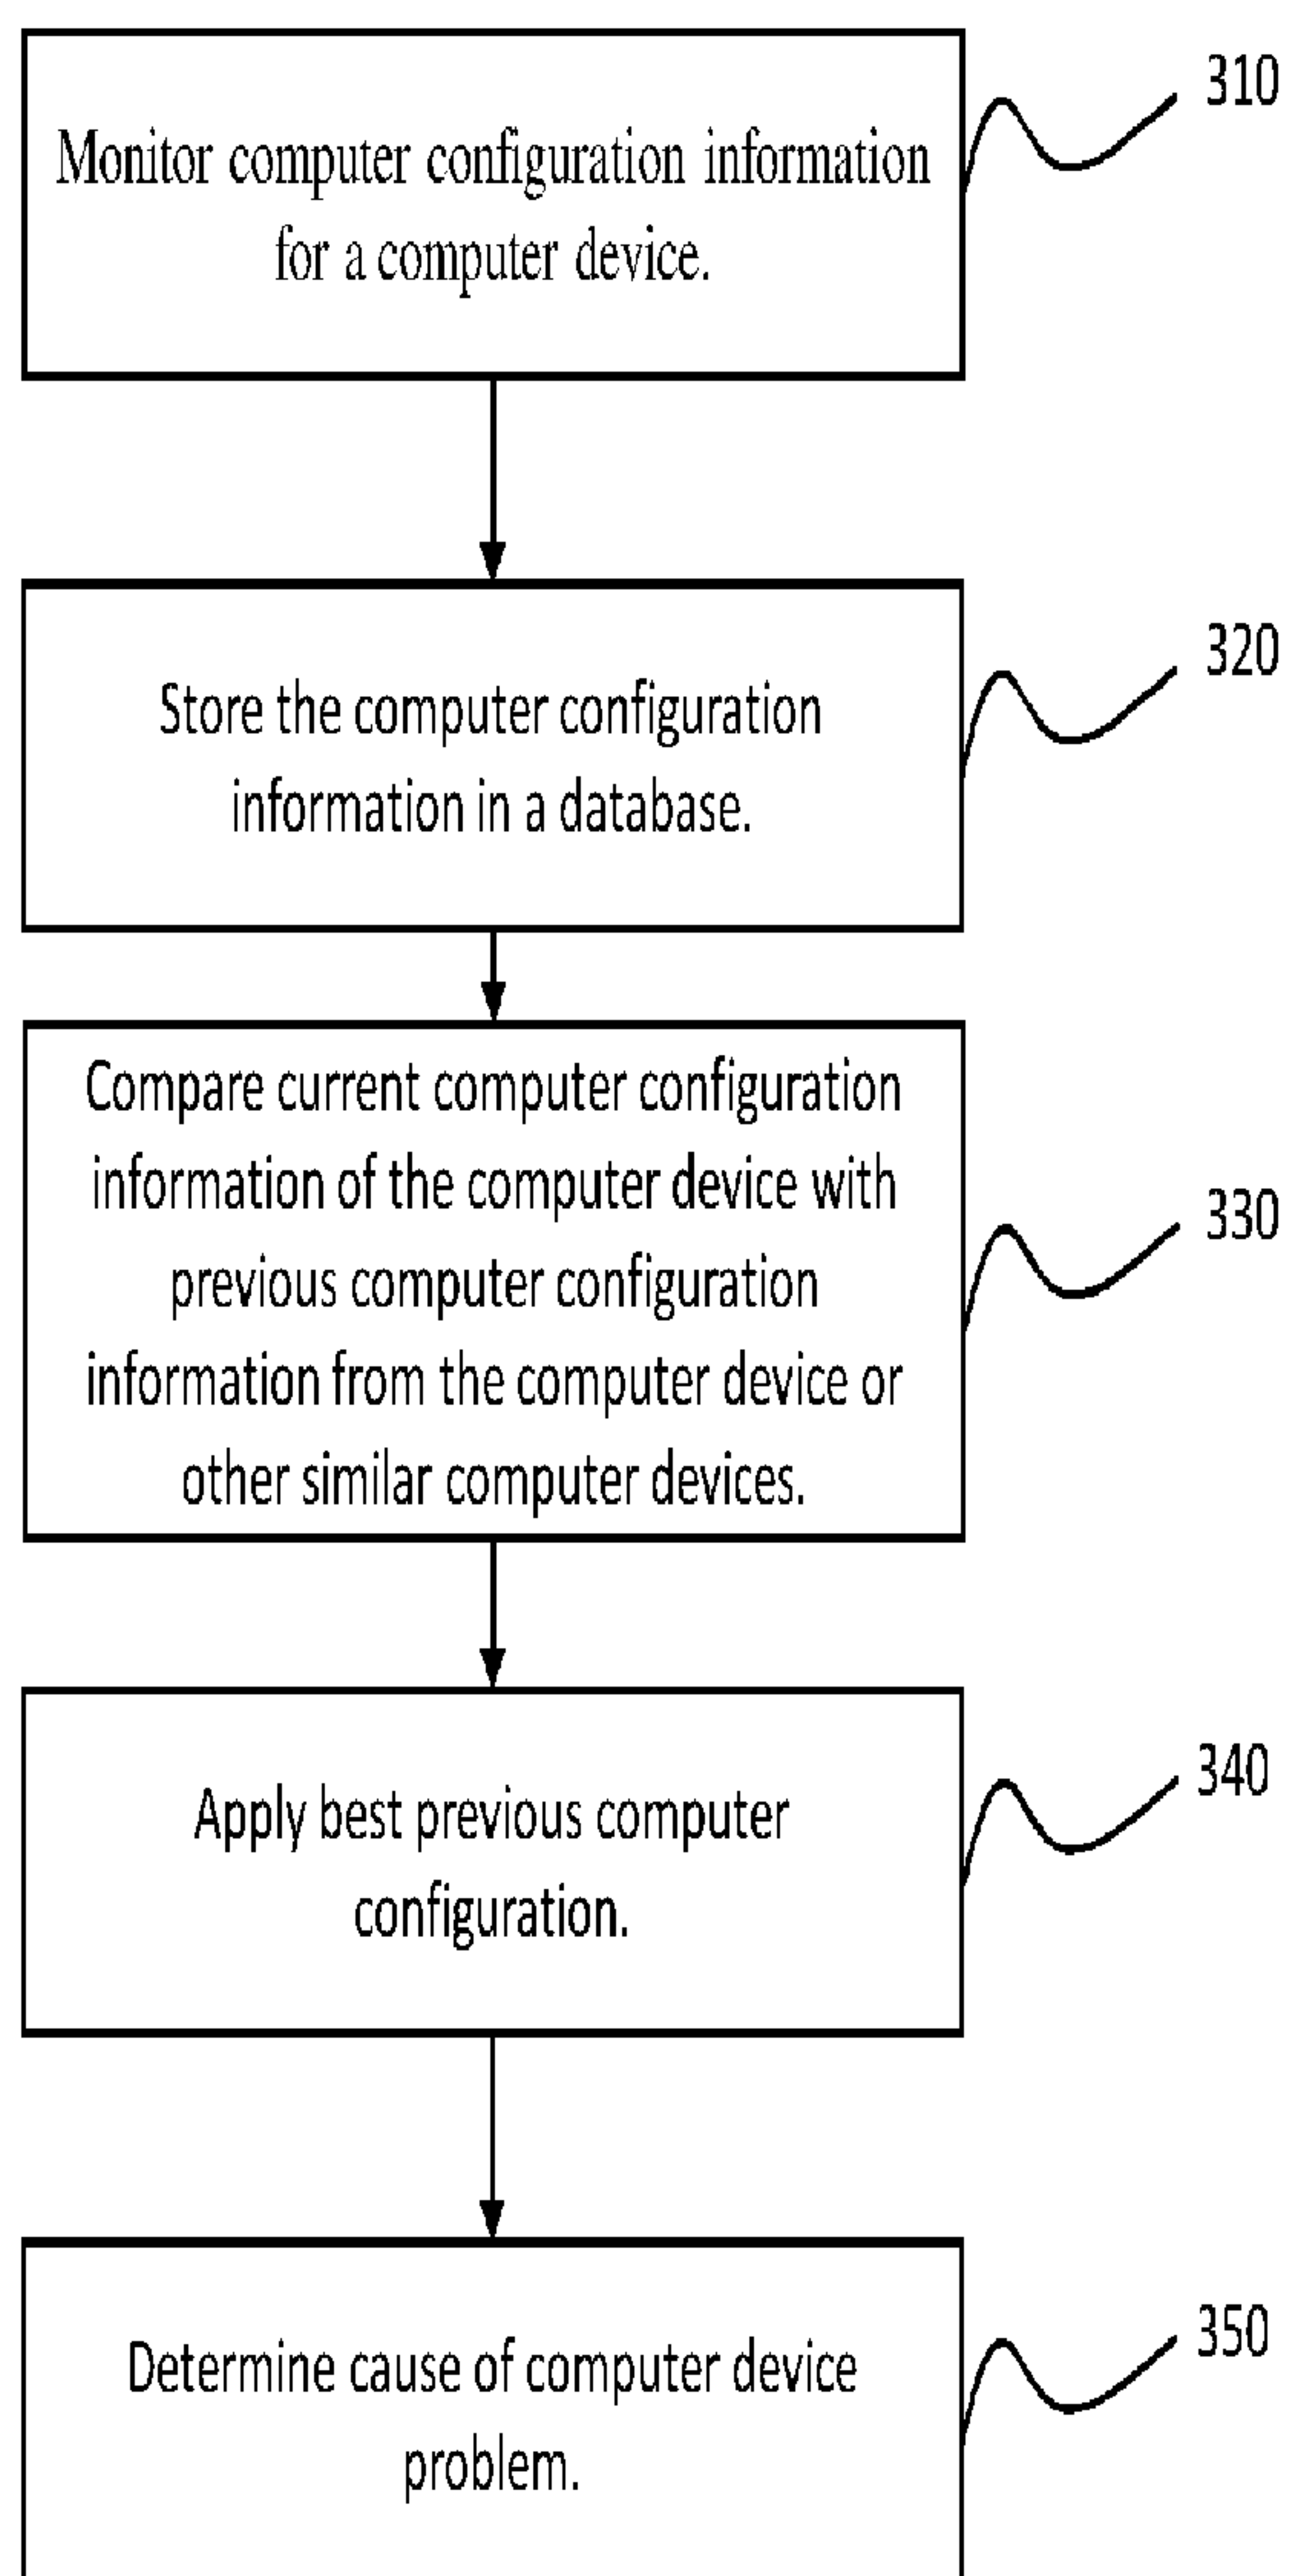 Monitor computer configuration information
for a computer device.
310
Store the computer configuration
information in a database.
320
Compare current computer configuration
information of the computer device with
previous computer configuration
information from the computer device or
other similar computer devices.
330
Apply best previous computer
configuration.
340
Determine cause of computer device
problem.
350